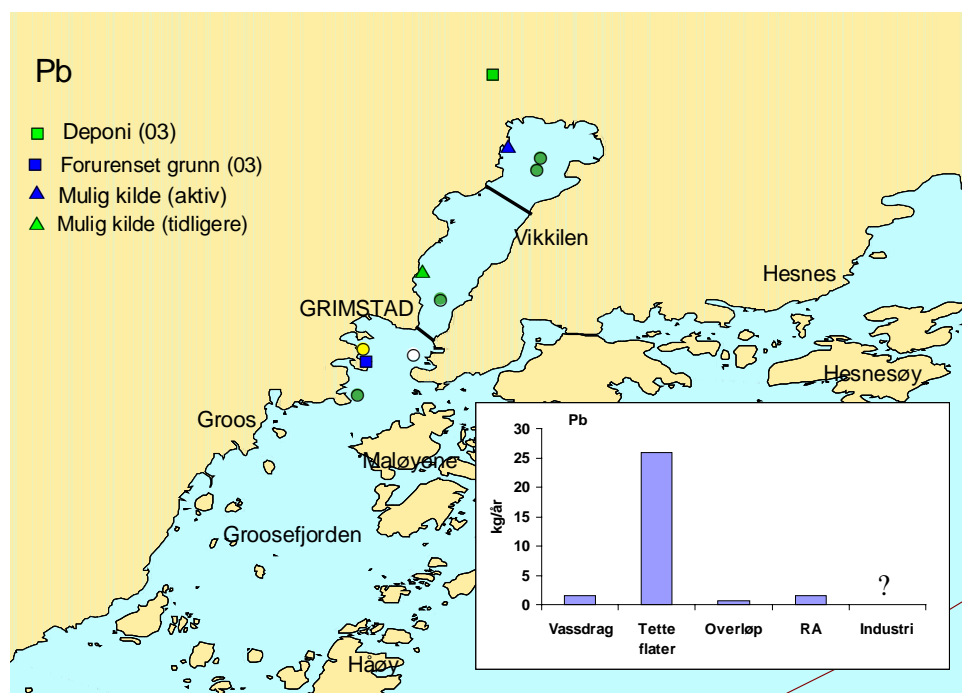 Pb
Deponi (03)
Forurenset grunn (03)
Mulig kilde (aktiv)
Mulig kilde (tidligere)
Vikkilen
Hesnes
GRIMSTAD
Hesnesøy
Groos
Maløyene
Groosefjorden
Håøy
Pb
kg/år
30
25
20
15
10
5
0
?
Vassdrag
Tette
flater
Overløp
RA
Industri